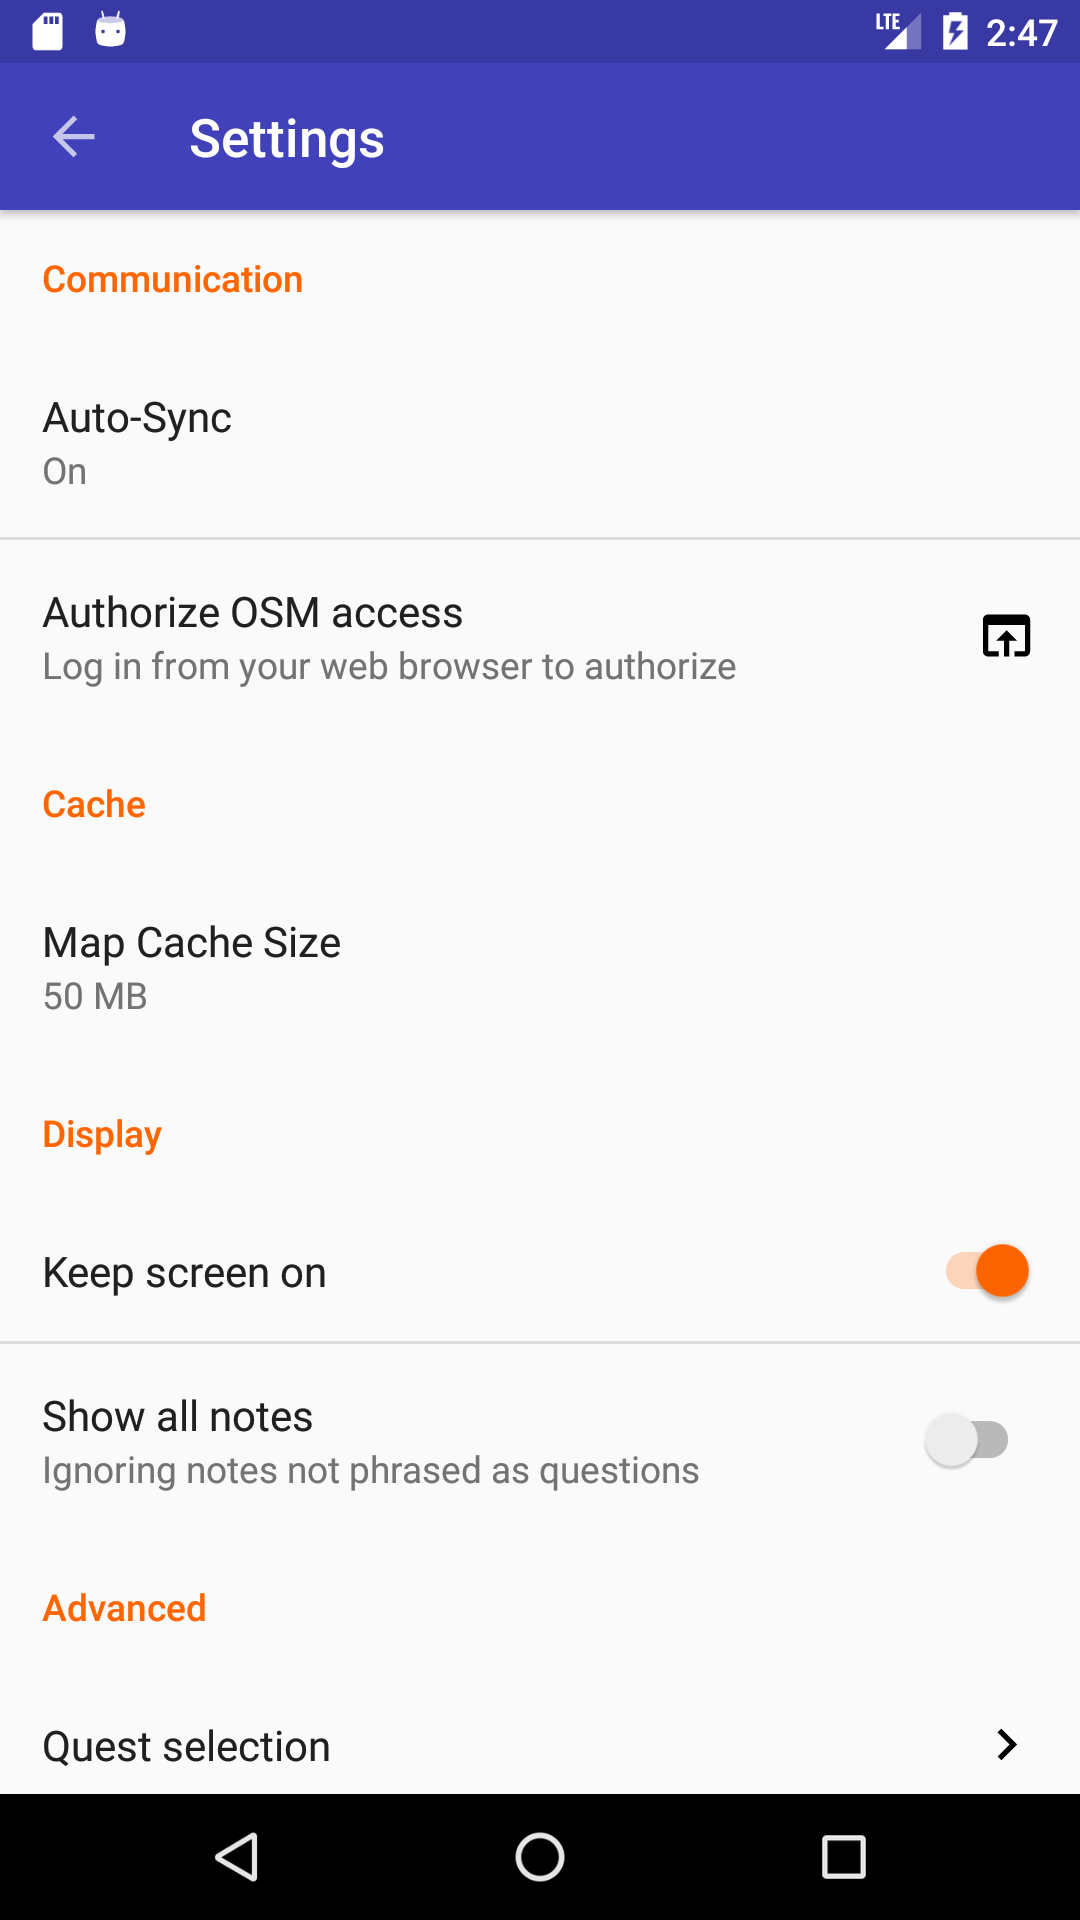 LTE 2:47
Settings
Communication
Auto-Sync
On
Authorize OSM access
Log in from your web browser to authorize
Cache
Map Cache Size
50 MB
Display
Keep screen on
Show all notes
Ignoring notes not phrased as questions
Advanced
Quest selection